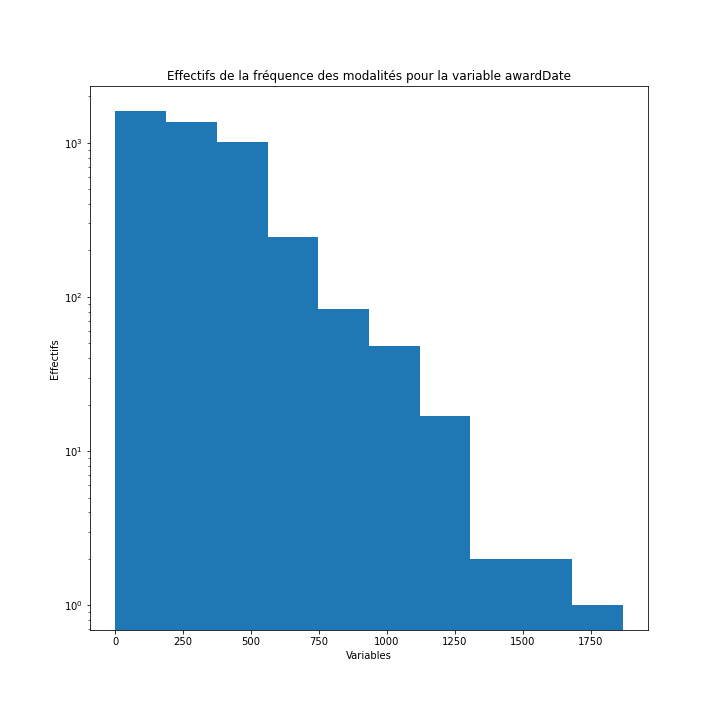 Effectifs de la fréquence des modalités pour la variable awardDate
10³
10²
10¹
10⁰
Effectifs
0 250 500 750 1000 1250 1500 1750
Variables